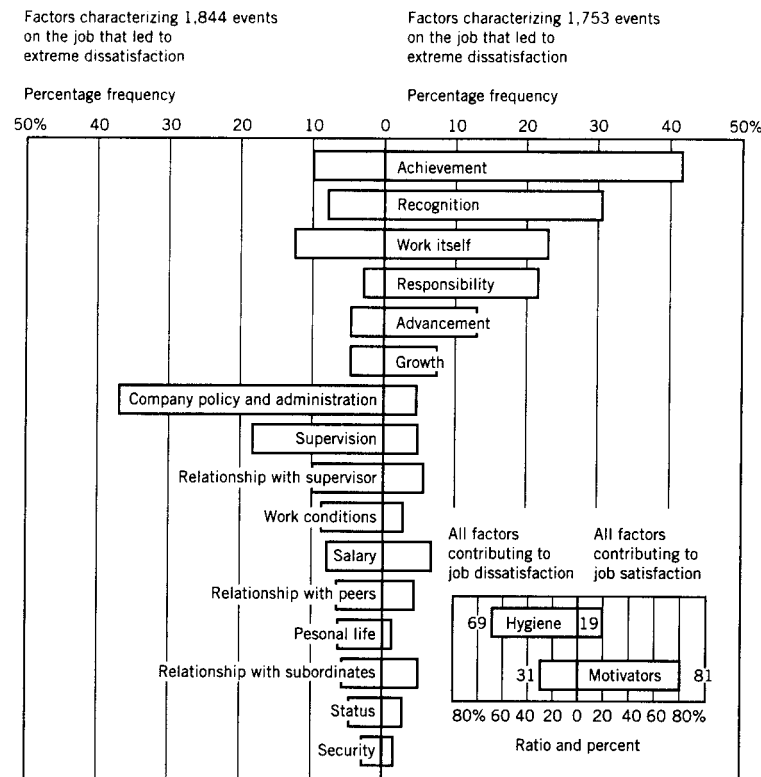 Factors characterizing 1,844 events
on the job that led to
extreme dissatisfaction
Factors characterizing 1,753 events
on the job that led to
extreme dissatisfaction
Percentage frequency
Percentage frequency
50% 40 30 20 10 0 10 20 30 40 50%
Achievement
Recognition
Work itself
Responsibility
Advancement
Growth
Company policy and administration
Supervision
Relationship with supervisor
Work conditions
Salary
Relationship with peers
Pesonal life
Relationship with subordinates
Status
Security
All factors
contributing to
job dissatisfaction
All factors
contributing to
job satisfaction
69 Hygiene 19
31 Motivators 81
80% 60 40 20 0 20 40 60 80%
Ratio and percent